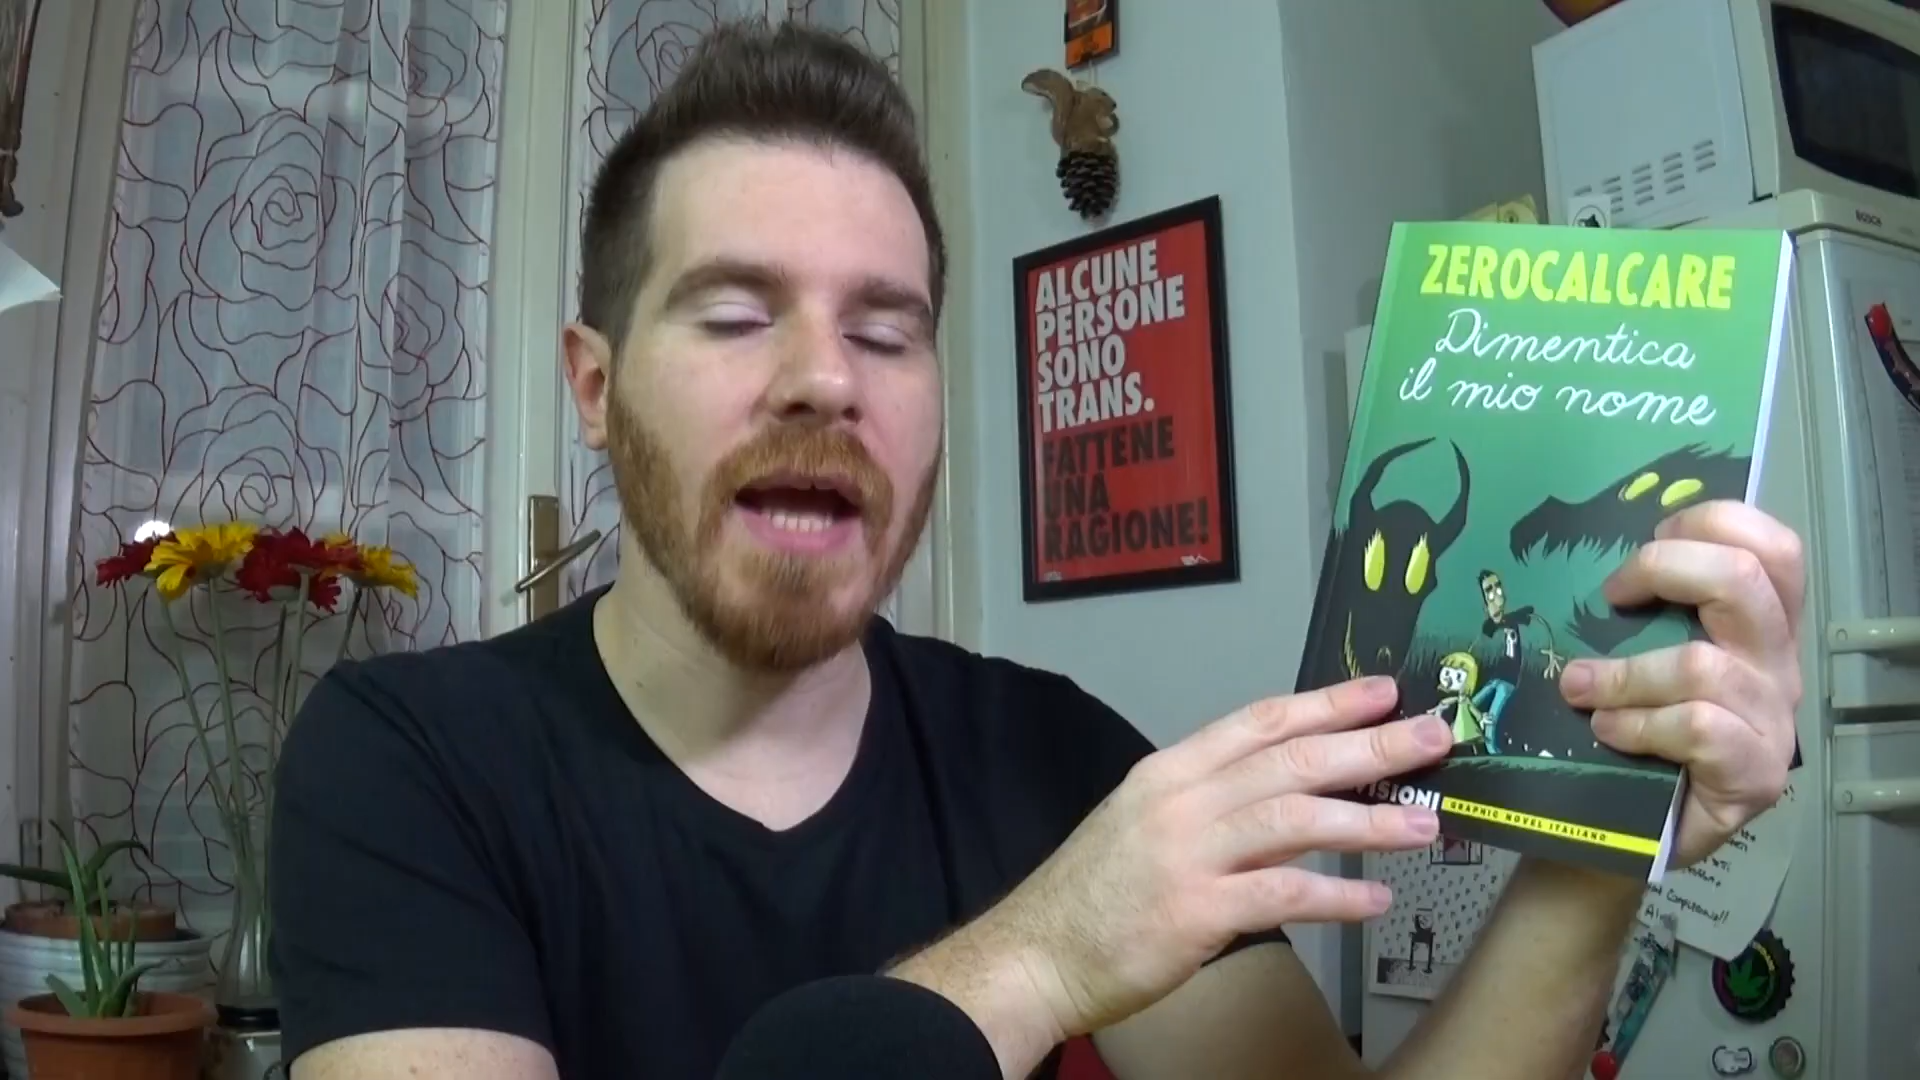 ALCUNE
PERSONE
SONO
TRANS.
FATTENE
UNA
RAGIONE!
ZEROCALCARE
Dimentica
il mio nome
VISIONI
GRAPHIC NOVEL ITALIANO
BOSCH